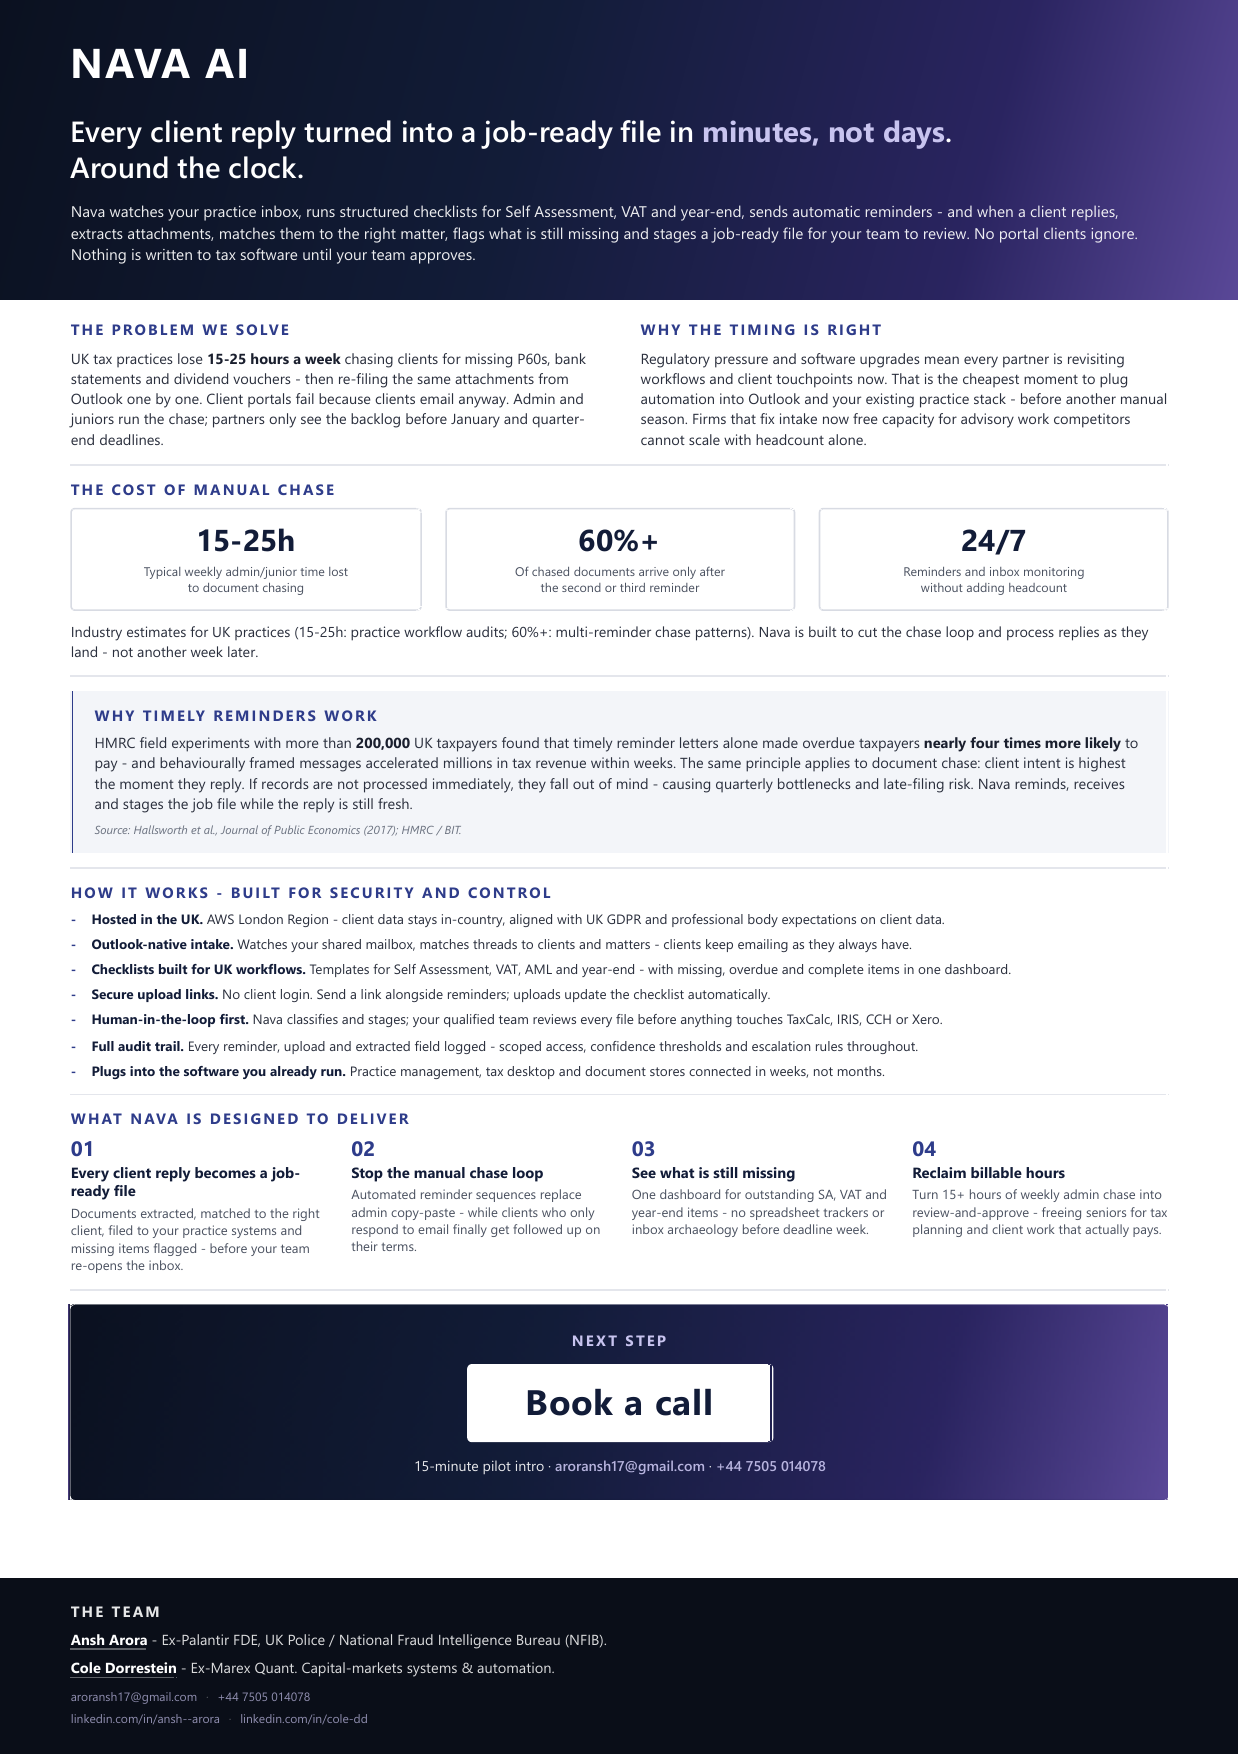 NAVA AI
Every client reply turned into a job-ready file in minutes, not days.
Around the clock.
Nava watches your practice inbox, runs structured checklists for Self Assessment, VAT and year-end, sends automatic reminders - and when a client replies,
extracts attachments, matches them to the right matter, flags what is still missing and stages a job-ready file for your team to review. No portal clients ignore.
Nothing is written to tax software until your team approves.
THE PROBLEM WE SOLVE
UK tax practices lose 15-25 hours a week chasing clients for missing P60s, bank
statements and dividend vouchers - then re-filing the same attachments from
Outlook one by one. Client portals fail because clients email anyway. Admin and
juniors run the chase; partners only see the backlog before January and quarter-
end deadlines.
WHY THE TIMING IS RIGHT
Regulatory pressure and software upgrades mean every partner is revisiting
workflows and client touchpoints now. That is the cheapest moment to plug
automation into Outlook and your existing practice stack - before another manual
season. Firms that fix intake now free capacity for advisory work competitors
cannot scale with headcount alone.
THE COST OF MANUAL CHASE
15-25h
Typical weekly admin/junior time lost
to document chasing
60%+
Of chased documents arrive only after
the second or third reminder
24/7
Reminders and inbox monitoring
without adding headcount
Industry estimates for UK practices (15-25h: practice workflow audits; 60%+: multi-reminder chase patterns). Nava is built to cut the chase loop and process replies as they
land - not another week later.
WHY TIMELY REMINDERS WORK
HMRC field experiments with more than 200,000 UK taxpayers found that timely reminder letters alone made overdue taxpayers nearly four times more likely to
pay - and behaviourally framed messages accelerated millions in tax revenue within weeks. The same principle applies to document chase: client intent is highest
the moment they reply. If records are not processed immediately, they fall out of mind - causing quarterly bottlenecks and late-filing risk. Nava reminds, receives
and stages the job file while the reply is still fresh.
Source: Hallsworth et al., Journal of Public Economics (2017); HMRC / BIT.
HOW IT WORKS - BUILT FOR SECURITY AND CONTROL
- Hosted in the UK. AWS London Region - client data stays in-country, aligned with UK GDPR and professional body expectations on client data.
- Outlook-native intake. Watches your shared mailbox, matches threads to clients and matters - clients keep emailing as they always have.
- Checklists built for UK workflows. Templates for Self Assessment, VAT, AML and year-end - with missing, overdue and complete items in one dashboard.
- Secure upload links. No client login. Send a link alongside reminders; uploads update the checklist automatically.
- Human-in-the-loop first. Nava classifies and stages; your qualified team reviews every file before anything touches TaxCalc, IRIS, CCH or Xero.
- Full audit trail. Every reminder, upload and extracted field logged - scoped access, confidence thresholds and escalation rules throughout.
- Plugs into the software you already run. Practice management, tax desktop and document stores connected in weeks, not months.
WHAT NAVA IS DESIGNED TO DELIVER
01
Every client reply becomes a job-
ready file
Documents extracted, matched to the right
client, filed to your practice systems and
missing items flagged - before your team
re-opens the inbox.
02
Stop the manual chase loop
Automated reminder sequences replace
admin copy-paste - while clients who only
respond to email finally get followed up on
their terms.
03
See what is still missing
One dashboard for outstanding SA, VAT and
year-end items - no spreadsheet trackers or
inbox archaeology before deadline week.
04
Reclaim billable hours
Turn 15+ hours of weekly admin chase into
review-and-approve - freeing seniors for tax
planning and client work that actually pays.
NEXT STEP
Book a call
15-minute pilot intro · aroransh17@gmail.com · +44 7505 014078
THE TEAM
Ansh Arora - Ex-Palantir FDE, UK Police / National Fraud Intelligence Bureau (NFIB).
Cole Dorrestein - Ex-Marex Quant. Capital-markets systems & automation.
aroransh17@gmail.com · +44 7505 014078
linkedin.com/in/ansh--arora · linkedin.com/in/cole-dd